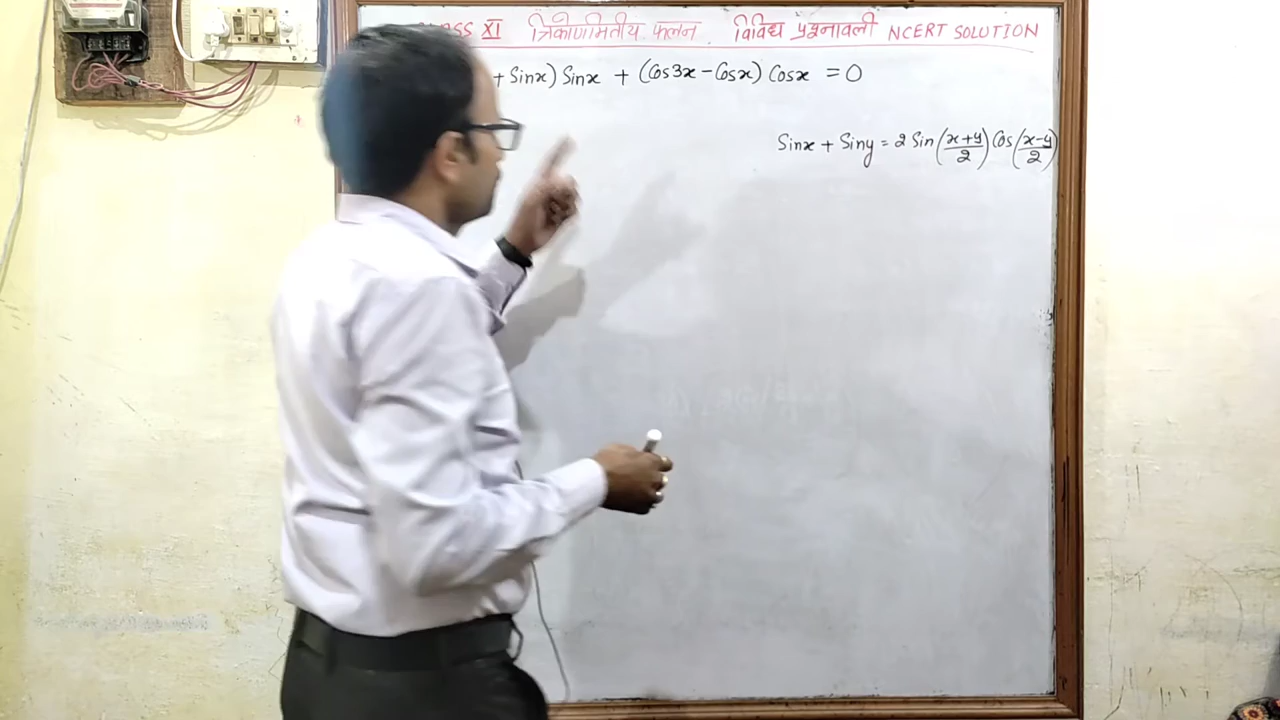 XI त्रिकोणमितीय फलन विविध प्रश्नावली NCERT SOLUTION
+ Sinx) Sinx + (Cos3x - Cosx) Cosx = 0
Sinx + Siny = 2 Sin(x+y/2) Cos(x-y/2)